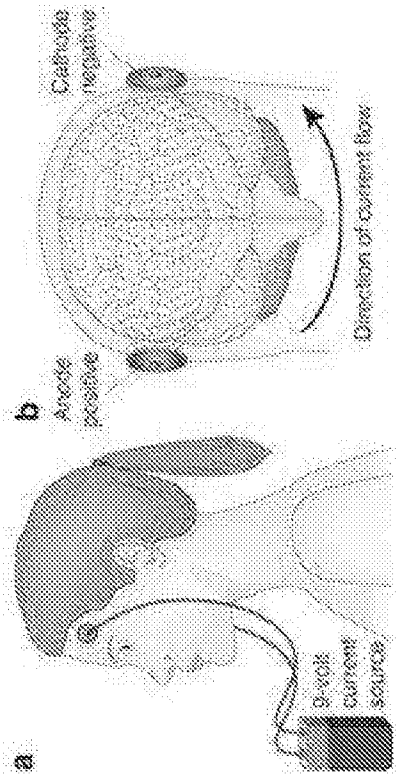 a
9-volt
current
source
b
Anode
positive
Cathode
negative
Direction of current flow